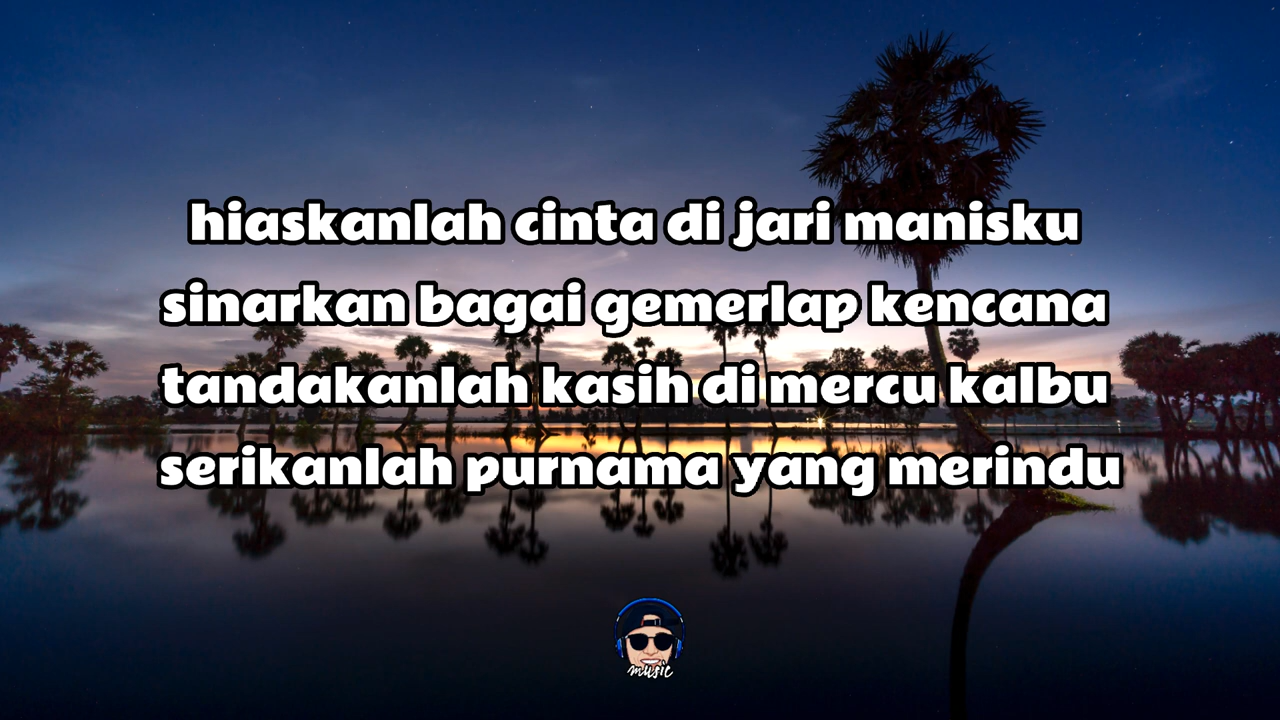 hiaskanlah cinta di jari manisku
sinarkan bagai gemerlap kencana
tandakanlah kasih di mercu kalbu
serikanlah purnama yang merindu
music